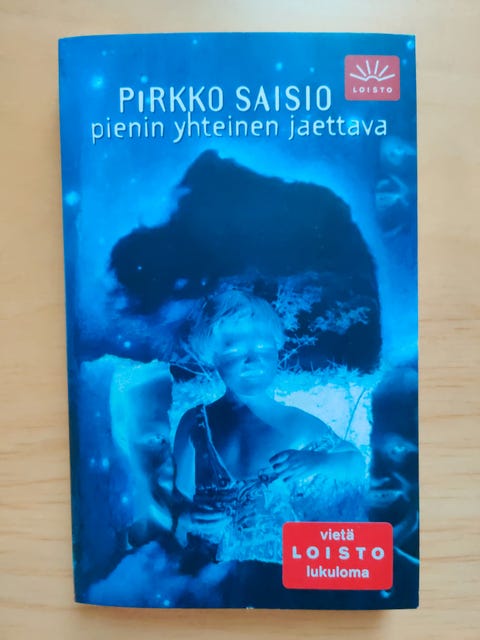 LOISTO
PiRKKO SAISIO
pienin yhteinen jaettava
vietä
LOISTO
lukuloma